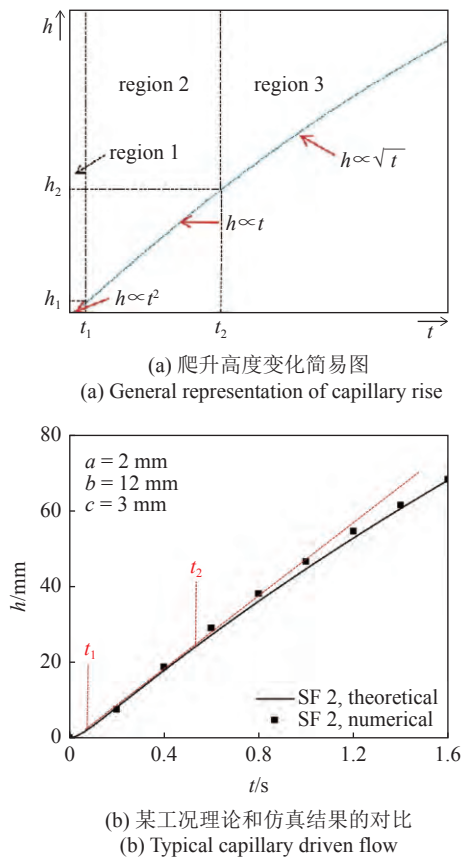 h
region 2
region 3
region 1
h∝√t
h₂
h∝t
h₁
h∝t²
t₁
t₂
t
(a) 爬升高度变化简易图
(a) General representation of capillary rise
80
a = 2 mm
b = 12 mm
c = 3 mm
60
h/mm
40
t₂
20
t₁
SF 2, theoretical
SF 2, numerical
0
0 0.4 0.8 1.2 1.6
t/s
(b) 某工况理论和仿真结果的对比
(b) Typical capillary driven flow